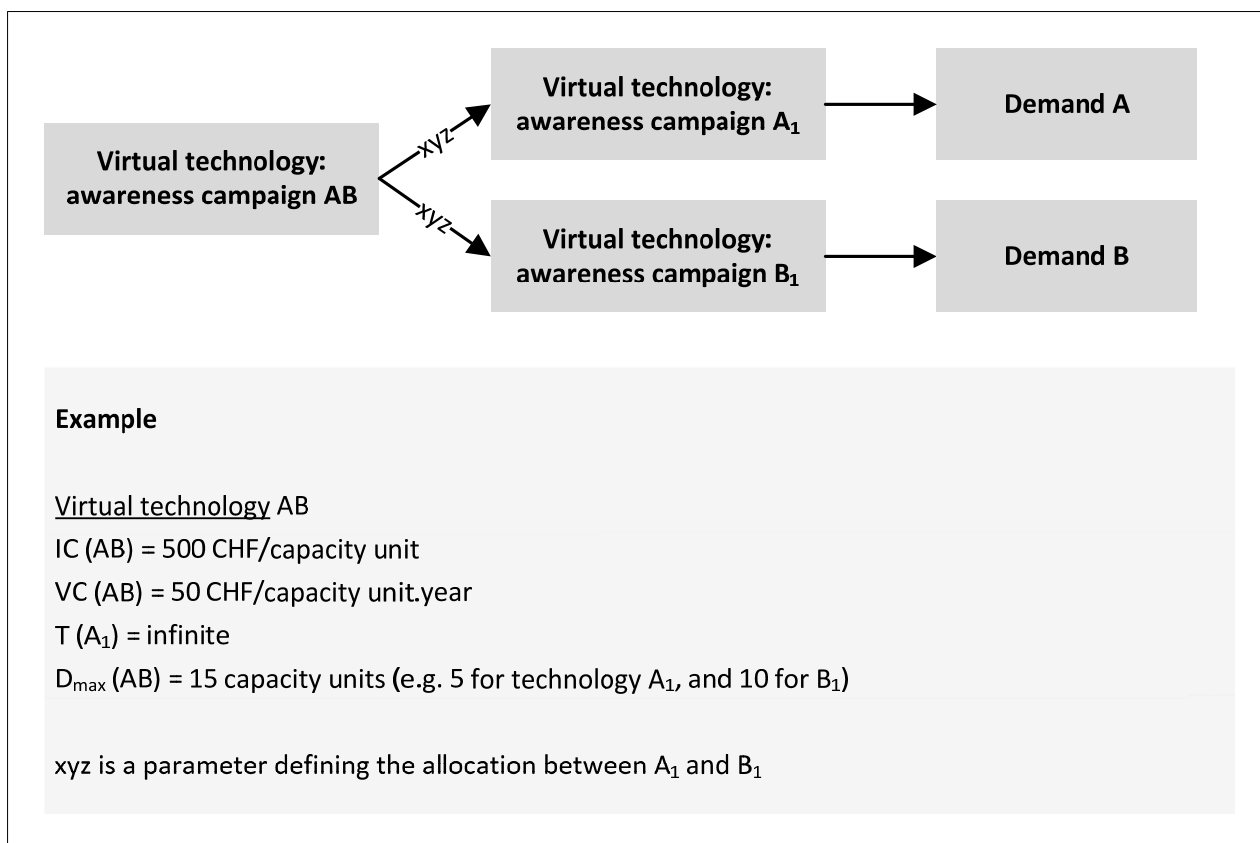 Virtual technology:
awareness campaign AB
xyz
xyz
Virtual technology:
awareness campaign A₁
Demand A
Virtual technology:
awareness campaign B₁
Demand B
Example
Virtual technology AB
IC (AB) = 500 CHF/capacity unit
VC (AB) = 50 CHF/capacity unit.year
T (A₁) = infinite
Dmax (AB) = 15 capacity units (e.g. 5 for technology A₁, and 10 for B₁)
xyz is a parameter defining the allocation between A₁ and B₁